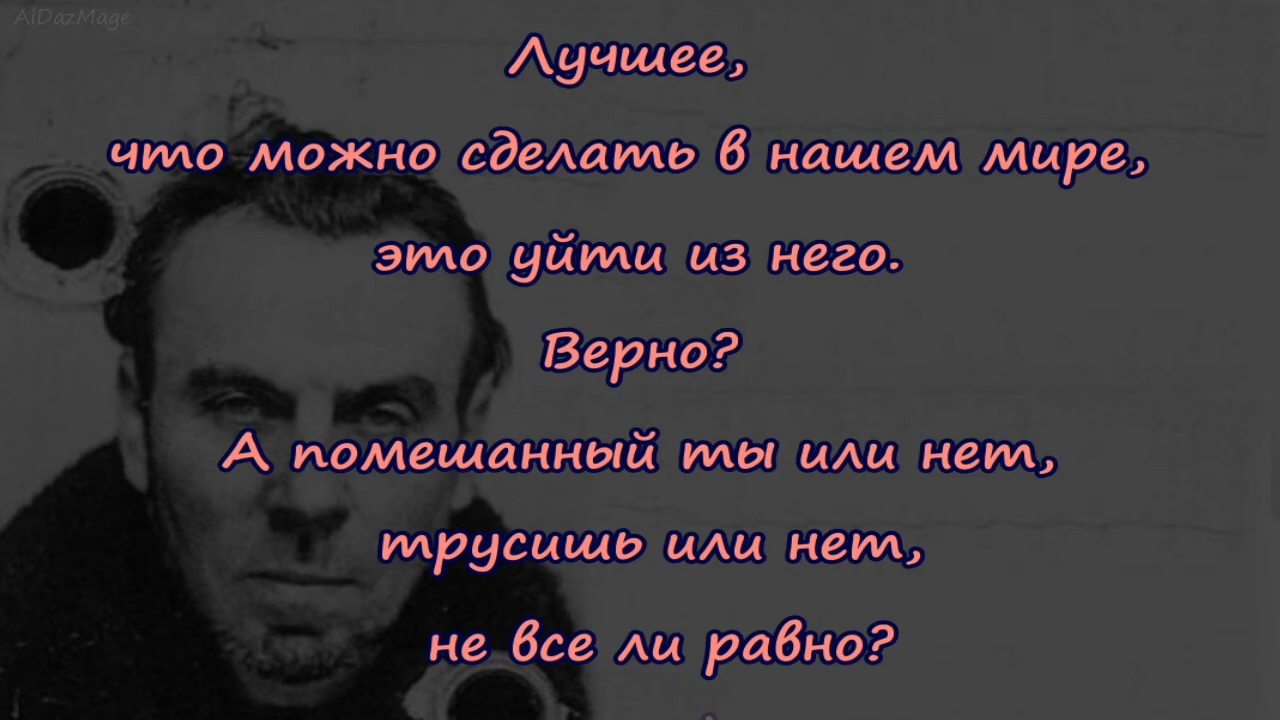 AlDazMage
Лучшее,
что можно сделать в нашем мире,
это уйти из него.
Верно?
А помешанный ты или нет,
трусишь или нет,
не все ли равно?